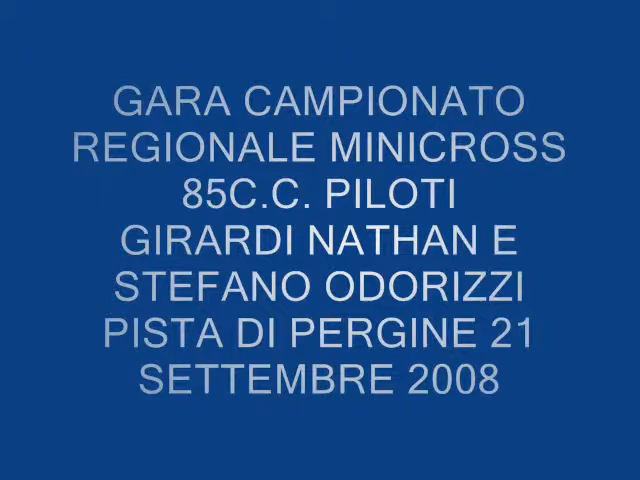 GARA CAMPIONATO
REGIONALE MINICROSS
85C.C. PILOTI
GIRARDI NATHAN E
STEFANO ODORIZZI
PISTA DI PERGINE 21
SETTEMBRE 2008